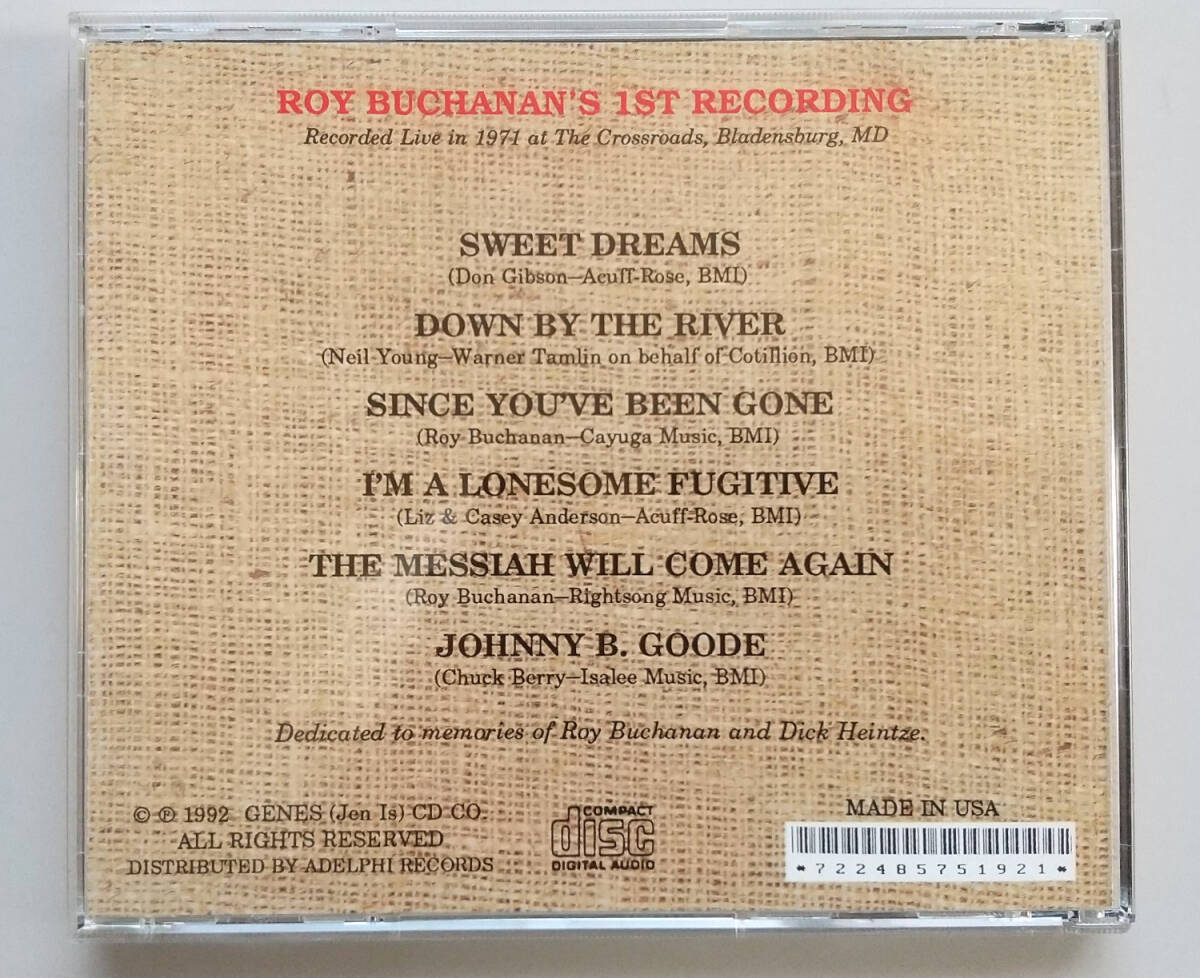 ROY BUCHANAN'S 1ST RECORDING
Recorded Live in 1971 at The Crossroads, Bladensburg, MD
SWEET DREAMS
(Don Gibson—Acuff-Rose, BMI)
DOWN BY THE RIVER
(Neil Young—Warner Tamlin on behalf of Cotillion, BMI)
SINCE YOU'VE BEEN GONE
(Roy Buchanan—Cayuga Music, BMI)
I'M A LONESOME FUGITIVE
(Liz & Casey Anderson—Acuff-Rose, BMI)
THE MESSIAH WILL COME AGAIN
(Roy Buchanan—Rightsong Music, BMI)
JOHNNY B. GOODE
(Chuck Berry—Isalee Music, BMI)
Dedicated to memories of Roy Buchanan and Dick Heintze.
© ℗ 1992 GENES (Jen Is) CD CO.
ALL RIGHTS RESERVED
DISTRIBUTED BY ADELPHI RECORDS
COMPACT
disc
DIGITAL AUDIO
MADE IN USA
*722485751921*